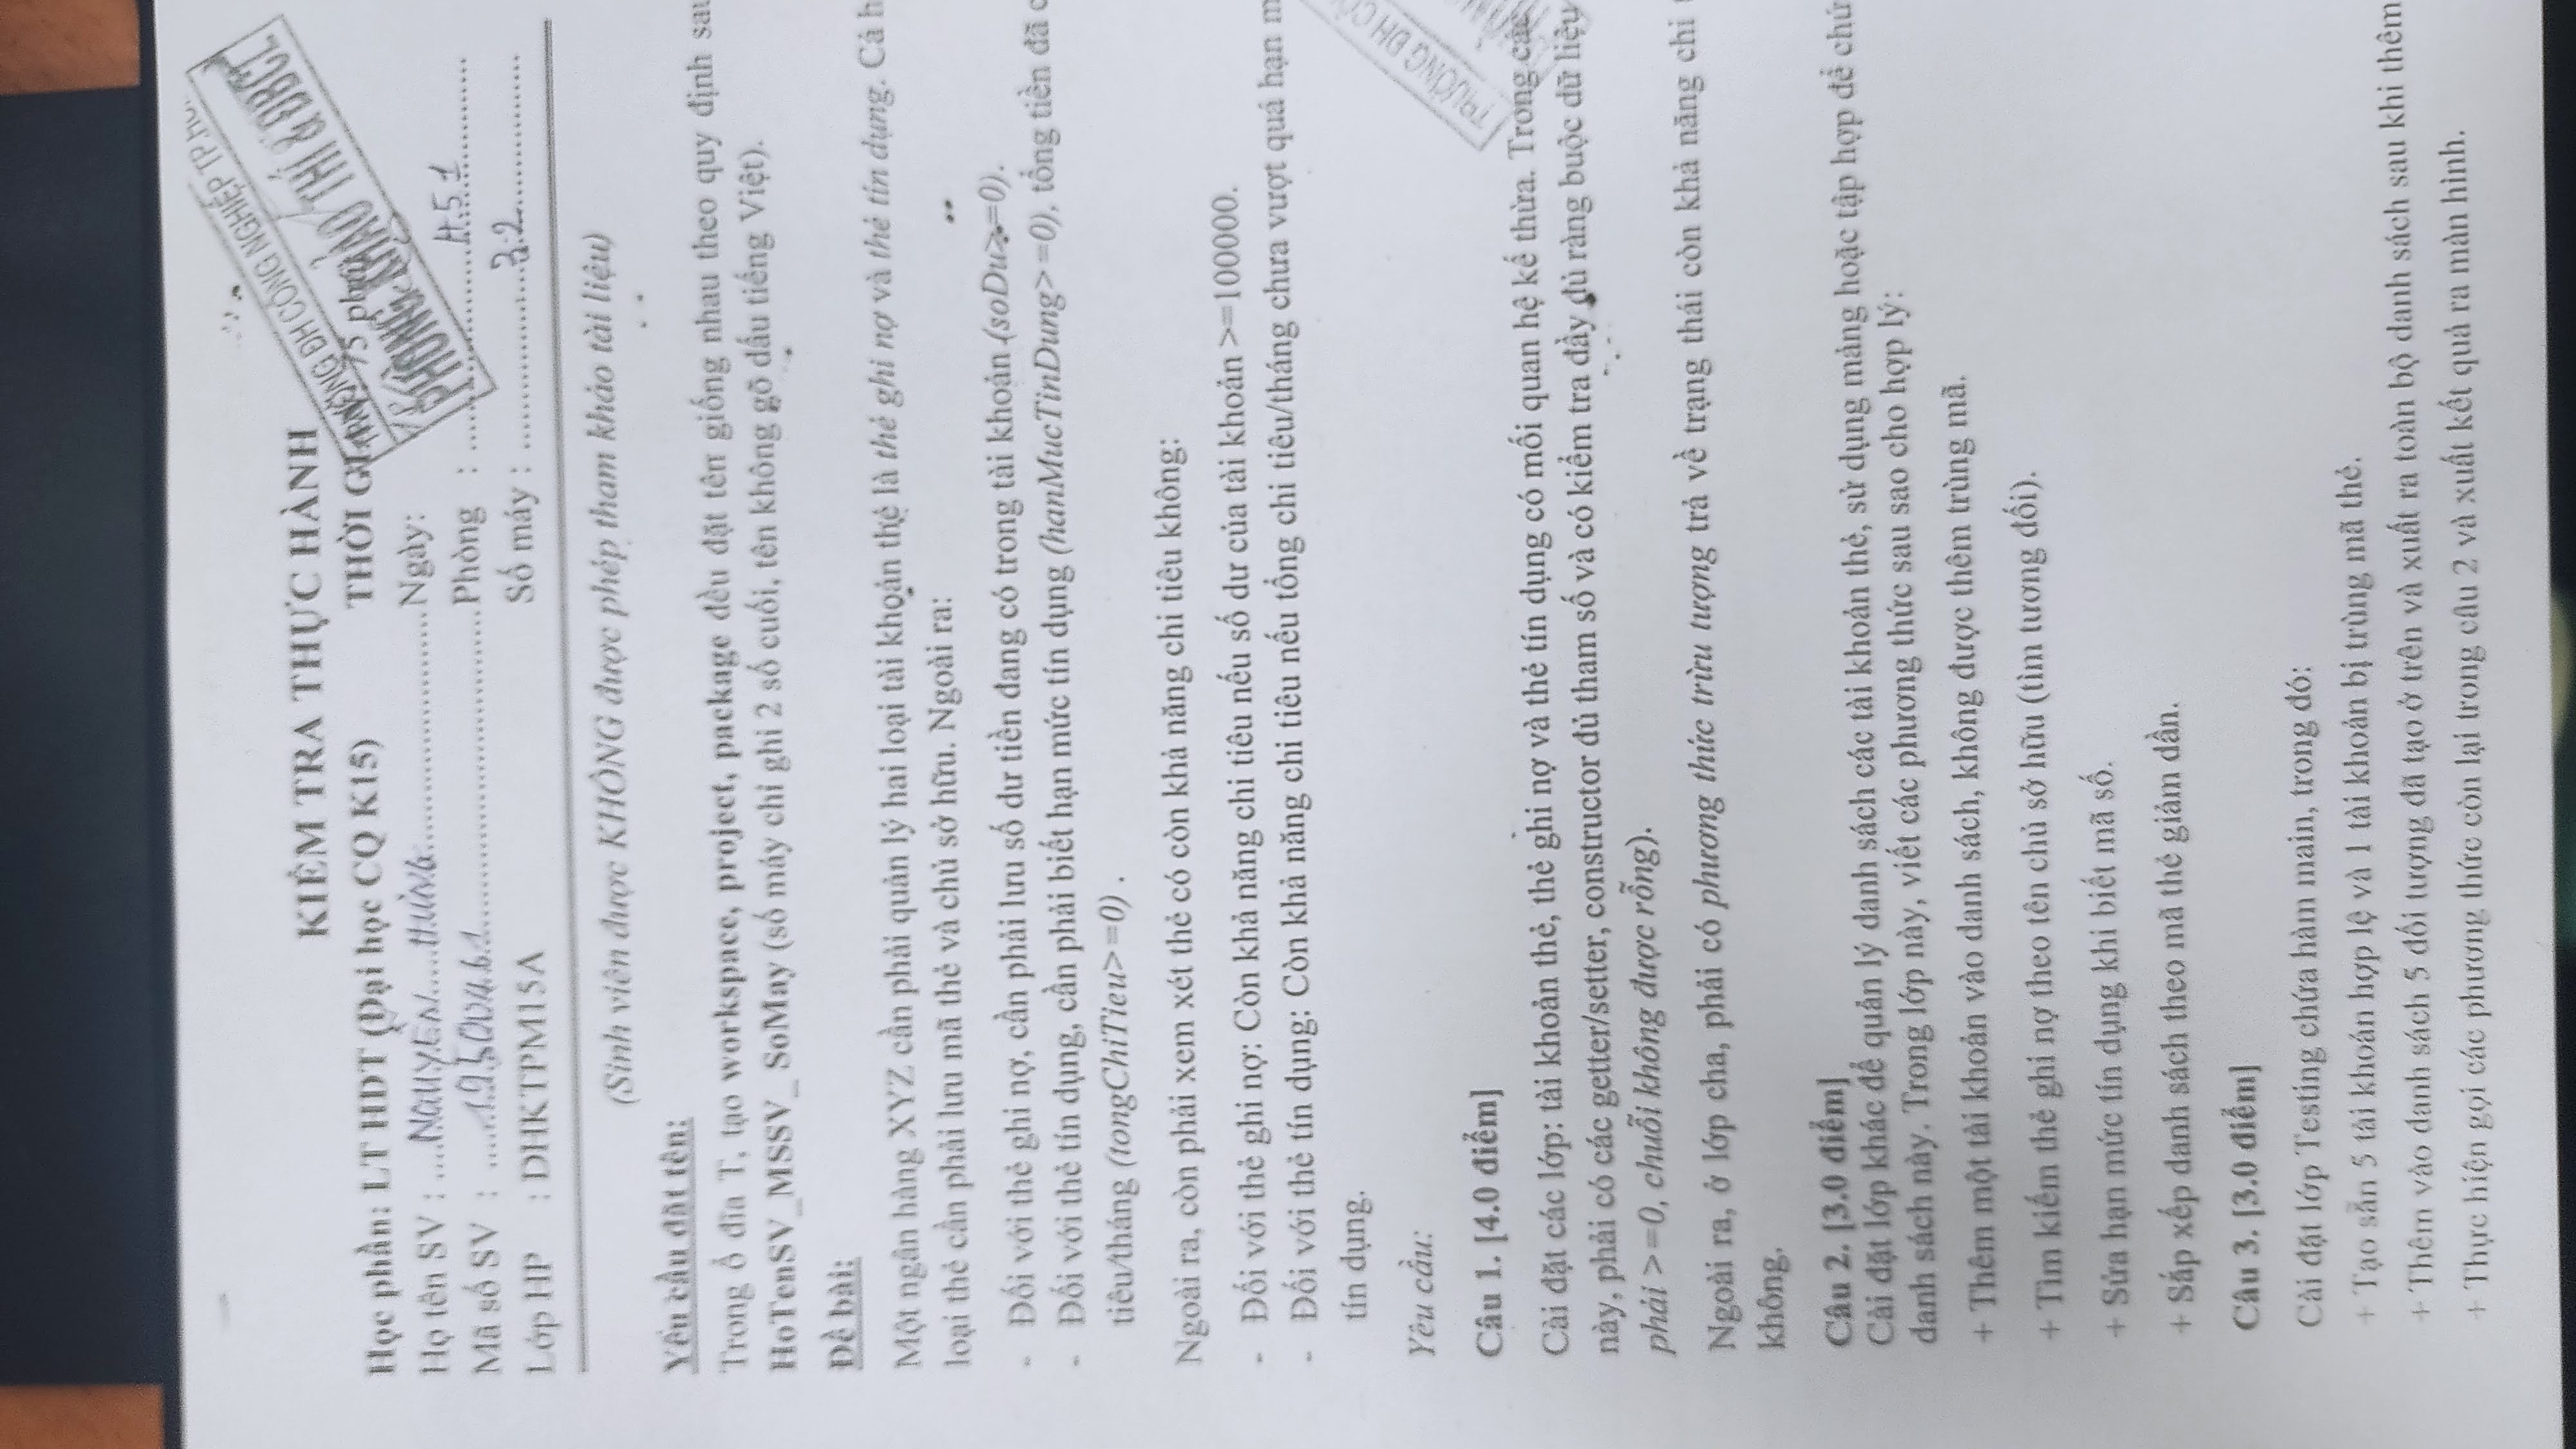 KIỂM TRA THỰC HÀNH
Học phần: LT HĐT (Đại học CQ K15) THỜI GIAN: 75 phút
Họ tên SV : ....NGUYỄN....HÙNG........ Ngày:
Mã số SV : ........ Phòng : ......H.5 1......
Lớp HP : DHKTPM15A Số máy : ......3.2......
TRƯỜNG ĐH CÔNG NGHIỆP TP.
PHÒNG KHẢO THÍ & ĐBCL
(Sinh viên được KHÔNG được phép tham khảo tài liệu)
Yêu cầu đặt tên:
Trong ổ đĩa T, tạo workspace, project, package đều đặt tên giống nhau theo quy định sau
HoTenSV_MSSV_ SoMay (số máy chỉ ghi 2 số cuối, tên không gõ dấu tiếng Việt).
Đề bài:
Một ngân hàng XYZ cần phải quản lý hai loại tài khoản thẻ là thẻ ghi nợ và thẻ tín dụng. Cả h
loại thẻ cần phải lưu mã thẻ và chủ sở hữu. Ngoài ra:
- Đối với thẻ ghi nợ, cần phải lưu số dư tiền đang có trong tài khoản (soDu>=0).
- Đối với thẻ tín dụng, cần phải biết hạn mức tín dụng (hanMucTinDung>=0), tổng tiền đã c
tiêu/tháng (tongChiTieu>=0) .
Ngoài ra, còn phải xem xét thẻ có còn khả năng chi tiêu không:
- Đối với thẻ ghi nợ: Còn khả năng chi tiêu nếu số dư của tài khoản >=100000.
- Đối với thẻ tín dụng: Còn khả năng chi tiêu nếu tổng chi tiêu/tháng chưa vượt quá hạn m
tín dụng.
Yêu cầu:
Câu 1. [4.0 điểm]
Cài đặt các lớp: tài khoản thẻ, thẻ ghi nợ và thẻ tín dụng có mối quan hệ kế thừa. Trong các
này, phải có các getter/setter, constructor đủ tham số và có kiểm tra đầy đủ ràng buộc dữ liệu
phải >=0, chuỗi không được rỗng).
Ngoài ra, ở lớp cha, phải có phương thức trừu tượng trả về trạng thái còn khả năng chi
không.
Câu 2. [3.0 điểm]
Cài đặt lớp khác để quản lý danh sách các tài khoản thẻ, sử dụng mảng hoặc tập hợp để chứ
danh sách này. Trong lớp này, viết các phương thức sau sao cho hợp lý:
+ Thêm một tài khoản vào danh sách, không được thêm trùng mã.
+ Tìm kiếm thẻ ghi nợ theo tên chủ sở hữu (tìm tương đối).
+ Sửa hạn mức tín dụng khi biết mã số.
+ Sắp xếp danh sách theo mã thẻ giảm dần.
Câu 3. [3.0 điểm]
Cài đặt lớp Testing chứa hàm main, trong đó:
+ Tạo sẵn 5 tài khoản hợp lệ và 1 tài khoản bị trùng mã thẻ.
+ Thêm vào danh sách 5 đối tượng đã tạo ở trên và xuất ra toàn bộ danh sách sau khi thêm
+ Thực hiện gọi các phương thức còn lại trong câu 2 và xuất kết quả ra màn hình.
TRƯỜNG ĐH CÔ